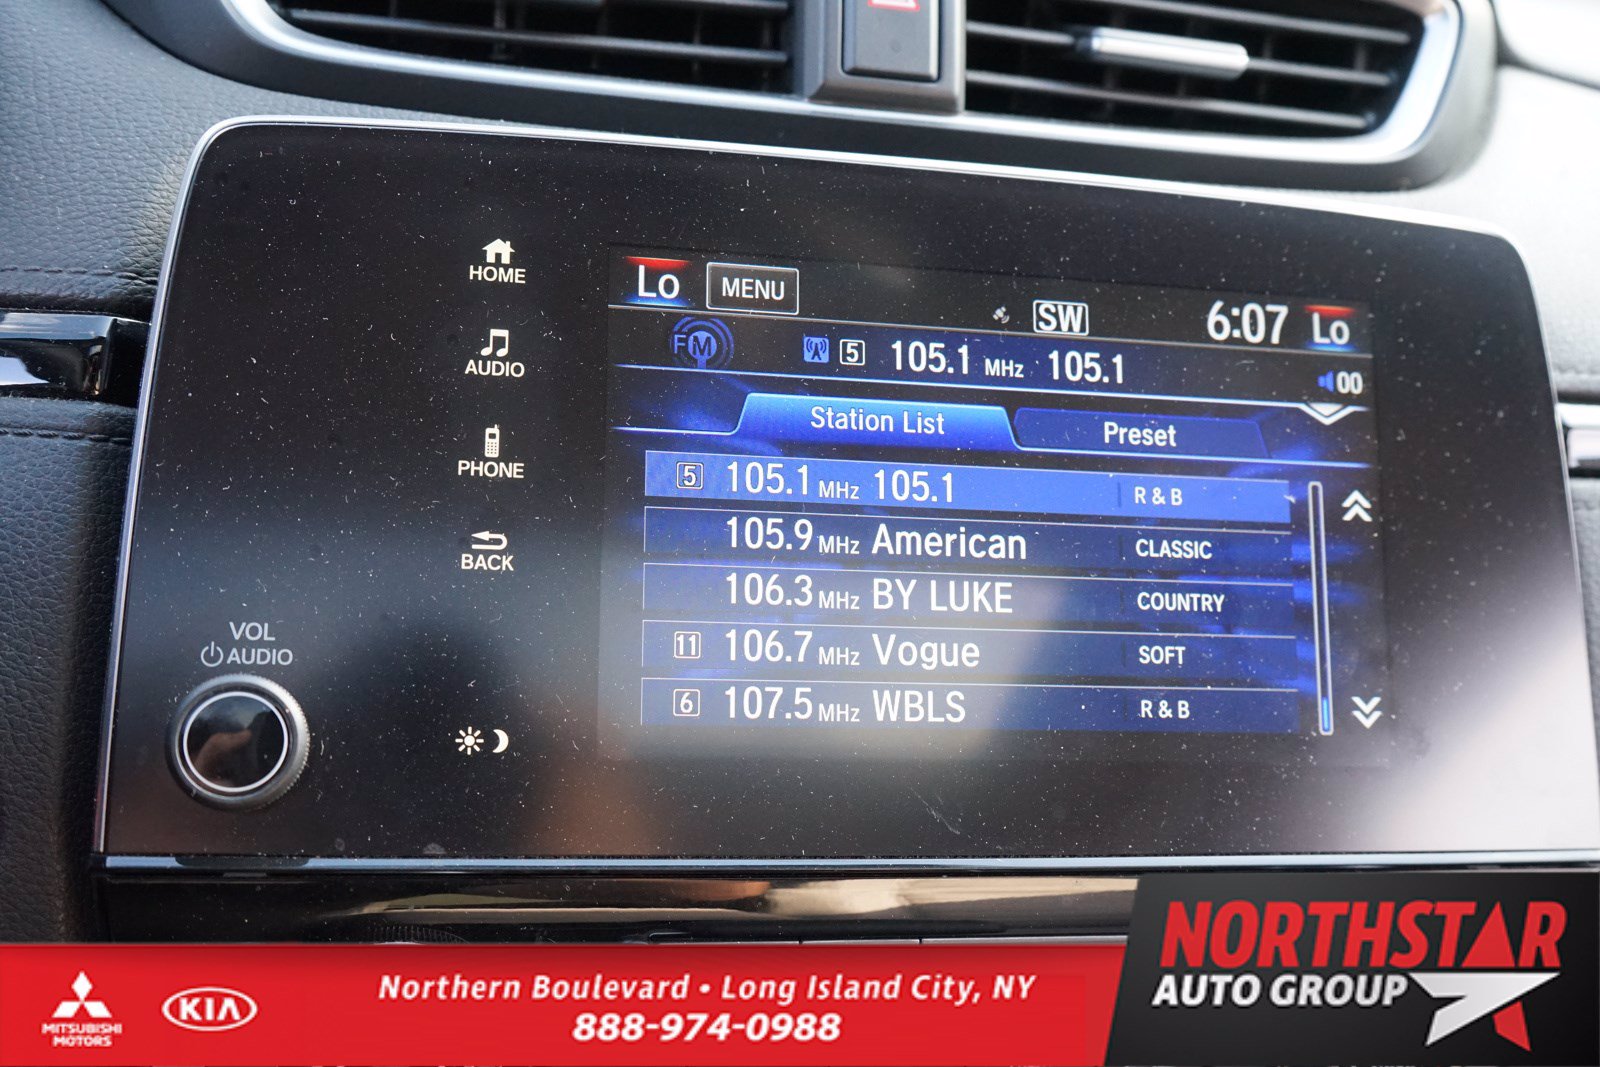 HOME
AUDIO
PHONE
BACK
VOL
AUDIO
Lo MENU SW 6:07 Lo
FM 5 105.1 MHz 105.1
00
Station List Preset
5 105.1 MHz 105.1 R & B
105.9 MHz American CLASSIC
106.3 MHz BY LUKE COUNTRY
11 106.7 MHz Vogue SOFT
6 107.5 MHz WBLS R & B
MITSUBISHI
MOTORS
KIA
Northern Boulevard • Long Island City, NY
888-974-0988
NORTHSTAR
AUTO GROUP